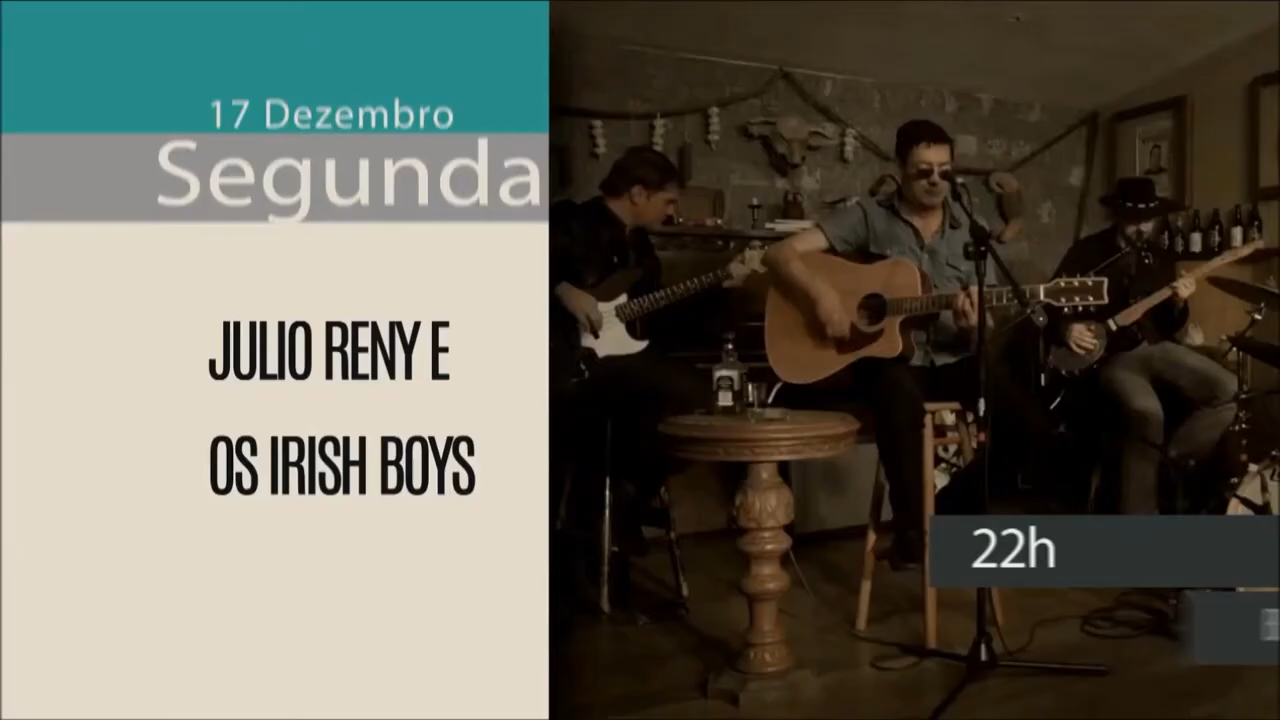 17 Dezembro
Segunda
JULIO RENY E
OS IRISH BOYS
22h